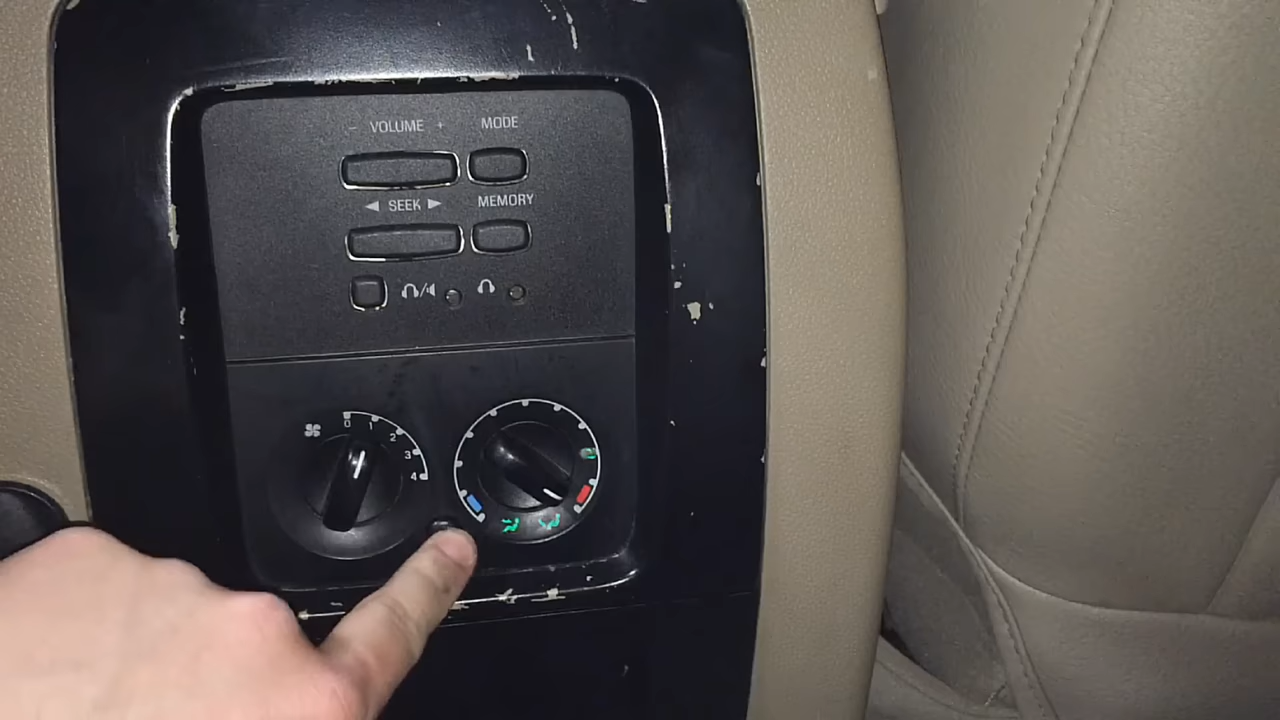 - VOLUME +
MODE
◀ SEEK ▶
MEMORY
0
1
2
3
4